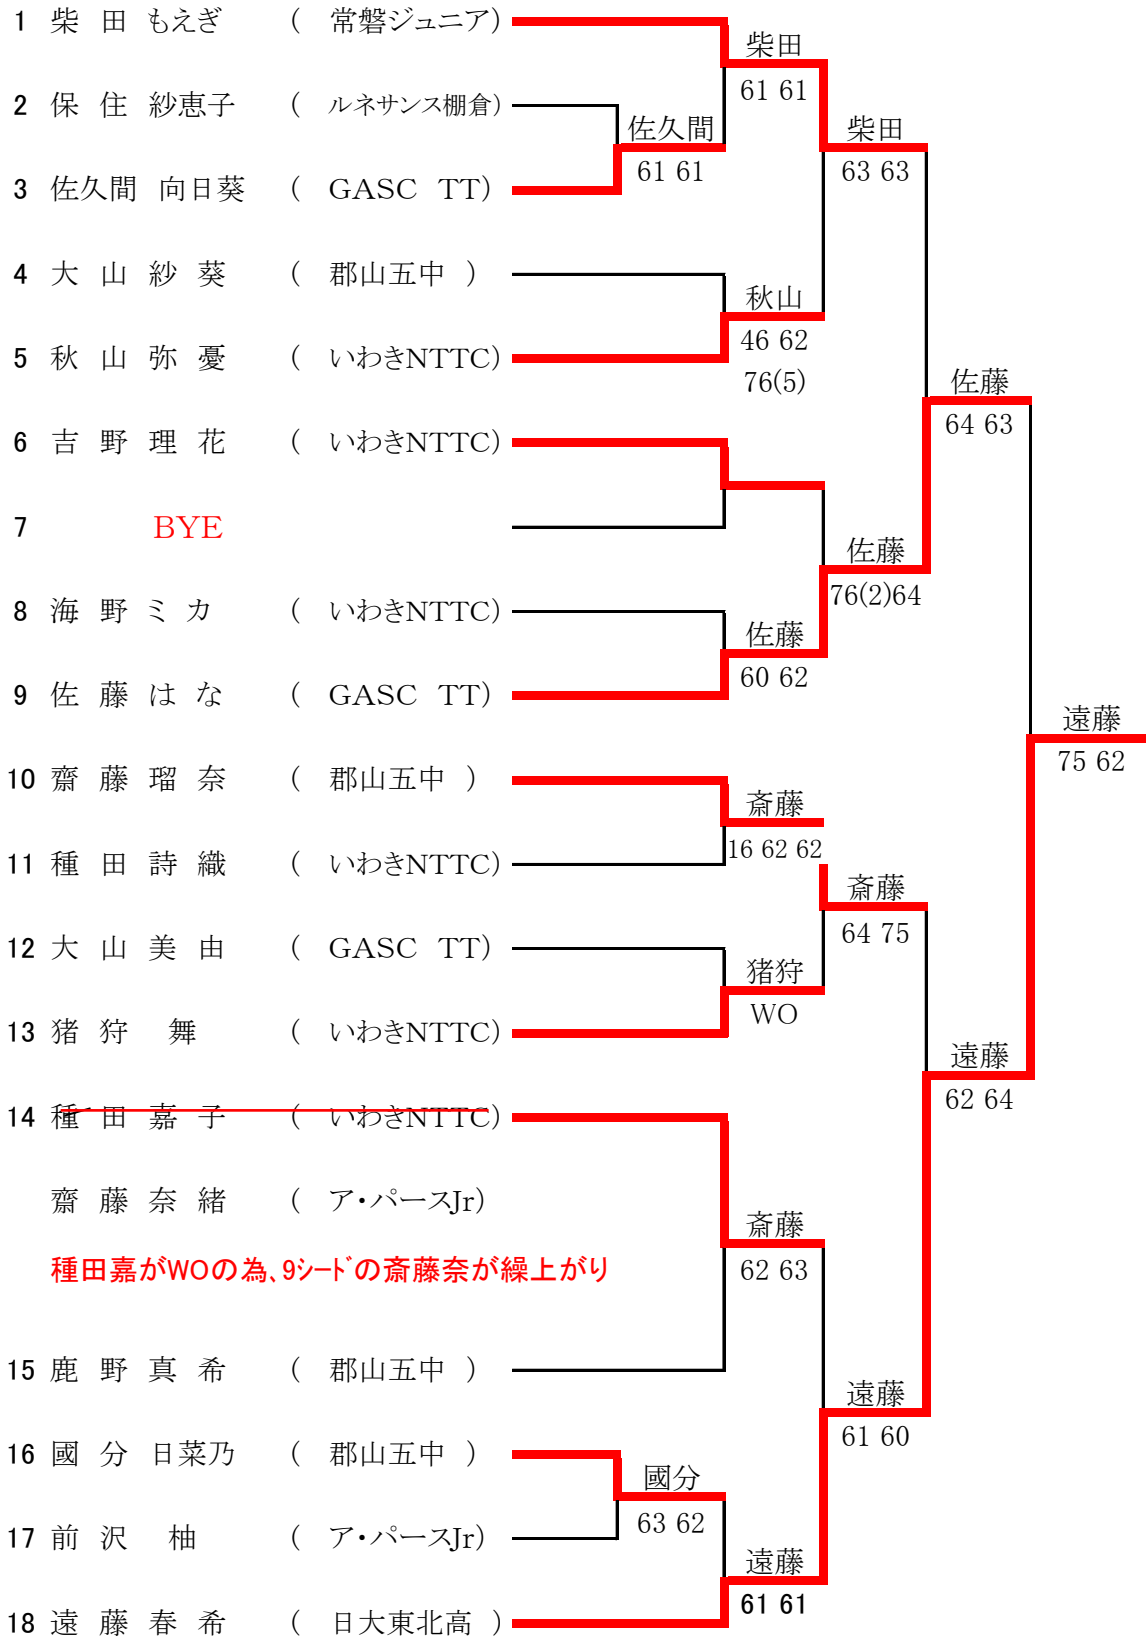 1 柴 田 もえぎ ( 常磐ジュニア)
柴田
61 61
2 保 住 紗恵子 ( ルネサンス棚倉)
佐久間
61 61
柴田
63 63
3 佐久間 向日葵 ( GASC TT)
4 大 山 紗 葵 ( 郡山五中 )
秋山
46 62
76(5)
5 秋 山 弥 憂 ( いわきNTTC)
佐藤
64 63
6 吉 野 理 花 ( いわきNTTC)
7 BYE
佐藤
76(2)64
8 海 野 ミ カ ( いわきNTTC)
佐藤
60 62
9 佐 藤 は な ( GASC TT)
遠藤
75 62
10 齋 藤 瑠 奈 ( 郡山五中 )
斎藤
16 62 62
11 種 田 詩 織 ( いわきNTTC)
斎藤
64 75
12 大 山 美 由 ( GASC TT)
猪狩
WO
13 猪 狩 舞 ( いわきNTTC)
遠藤
62 64
14 種 田 嘉 子 ( いわきNTTC)
齋 藤 奈 緒 ( ア・パースJr)
斎藤
62 63
種田嘉がWOの為、9シードの斎藤奈が繰上がり
15 鹿 野 真 希 ( 郡山五中 )
遠藤
61 60
16 國 分 日菜乃 ( 郡山五中 )
國分
63 62
17 前 沢 柚 ( ア・パースJr)
遠藤
61 61
18 遠 藤 春 希 ( 日大東北高 )